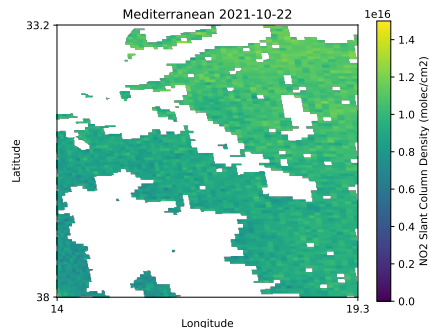 Mediterranean 2021-10-22
1e16
33.2
38
14
19.3
Latitude
Longitude
1.4
1.2
1.0
0.8
0.6
0.4
0.2
0.0
NO2 Slant Column Density (molec/cm2)